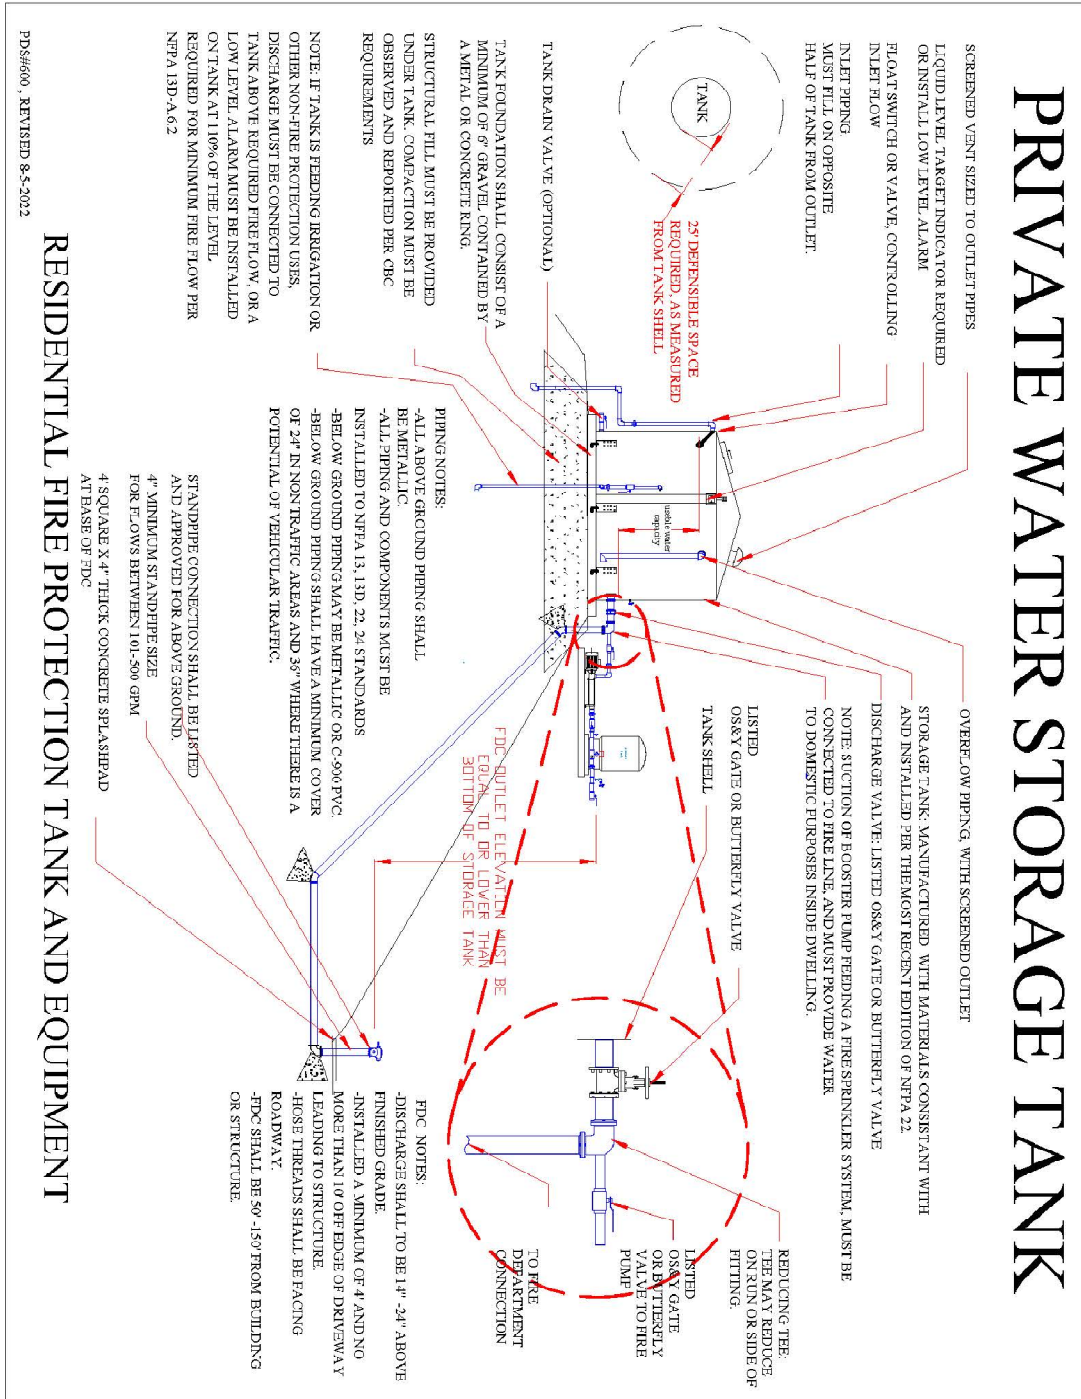 PRIVATE WATER STORAGE TANK
SCREENED VENT SIZED TO OUTLET PIPES
LIQUID LEVEL TARGET INDICATOR REQUIRED
OR INSTALL LOW LEVEL ALARM
FLOAT SWITCH OR VALVE, CONTROLLING
INLET FLOW
INLET PIPING
MUST FILL ON OPPOSITE
HALF OF TANK FROM OUTLET.
TANK
25' DEFENSIBLE SPACE
REQUIRED, AS MEASURED
FROM TANK SHELL
TANK DRAIN VALVE (OPTIONAL)
TANK FOUNDATION SHALL CONSIST OF A
MINIMUM OF 6" GRAVEL CONTAINED BY
A METAL OR CONCRETE RING.
STRUCTURAL FILL MUST BE PROVIDED
UNDER TANK. COMPACTION MUST BE
OBSERVED AND REPORTED PER CBC
REQUIREMENTS
NOTE: IF TANK IS FEEDING IRRIGATION OR
OTHER NON-FIRE PROTECTION USES,
DISCHARGE MUST BE CONNECTED TO
TANK ABOVE REQUIRED FIRE FLOW, OR A
LOW LEVEL ALARM MUST BE INSTALLED
ON TANK AT 110% OF THE LEVEL
REQUIRED FOR MINIMUM FIRE FLOW PER
NFPA 13D-A.6.2
usable water
capacity
OVERFLOW PIPING, WITH SCREENED OUTLET
STORAGE TANK: MANUFACTURED WITH MATERIALS CONSISTANT WITH
AND INSTALLED PER THE MOST RECENT EDITION OF NFPA 22.
DISCHARGE VALVE: LISTED OS&Y GATE OR BUTTERFLY VALVE
NOTE: SUCTION OF BOOSTER PUMP FEEDING A FIRE SPRINKLER SYSTEM, MUST BE
CONNECTED TO FIRE LINE, AND MUST PROVIDE WATER
TO DOMESTIC PURPOSES INSIDE DWELLING.
LISTED
OS&Y GATE OR BUTTERFLY VALVE
TANK SHELL
REDUCING TEE:
TEE MAY REDUCE
ON RUN OR SIDE OF
FITTING.
LISTED
OS&Y GATE
OR BUTTERFLY
VALVE TO FIRE
PUMP
TO FIRE
DEPARTMENT
CONNECTION
FDC OUTLET ELEVATION MUST BE
EQUAL TO OR LOWER THAN
BOTTOM OF STORAGE TANK
PIPING NOTES:
-ALL ABOVE GROUND PIPING SHALL
BE METALLIC.
-ALL PIPING AND COMPONENTS MUST BE
INSTALLED TO NFPA 13, 13D, 22, 24 STANDARDS
-BELOW GROUND PIPING MAY BE METALLIC OR C-900 PVC.
-BELOW GROUND PIPING SHALL HAVE A MINIMUM COVER
OF 24" IN NON TRAFFIC AREAS AND 36" WHERE THERE IS A
POTENTIAL OF VEHICULAR TRAFFIC.
STANDPIPE CONNECTION SHALL BE LISTED
AND APPROVED FOR ABOVE GROUND.
4" MINIMUM STANDPIPE SIZE
FOR FLOWS BETWEEN 101-500 GPM
4' SQUARE X 4" THICK CONCRETE SPLASHPAD
AT BASE OF FDC
FDC NOTES:
-DISCHARGE SHALL TO BE 14" -24" ABOVE
FINISHED GRADE.
-INSTALLED A MINIMUM OF 4' AND NO
MORE THAN 10' OFF EDGE OF DRIVEWAY
LEADING TO STRUCTURE.
-HOSE THREADS SHALL BE FACING
ROADWAY.
-FDC SHALL BE 50' -150' FROM BUILDING
OR STRUCTURE.
RESIDENTIAL FIRE PROTECTION TANK AND EQUIPMENT
PDS#600 , REVISED 8-5-2022